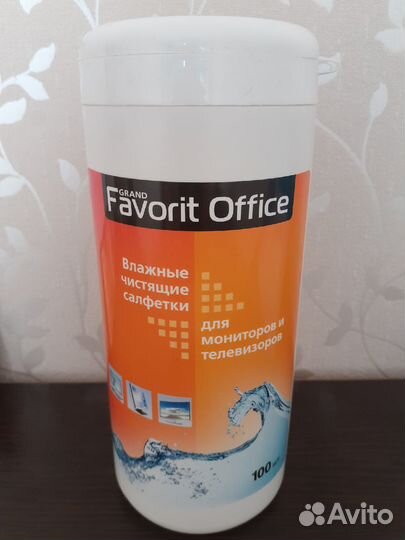 GRAND
Favorit Office
Влажные
чистящие
салфетки
для
мониторов и
телевизоров
100
Avito